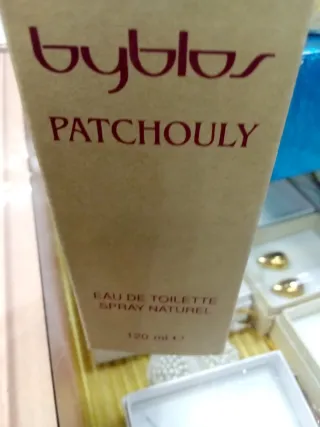 byblos
PATCHOULY
EAU DE TOILETTE
SPRAY NATUREL
120 ml e